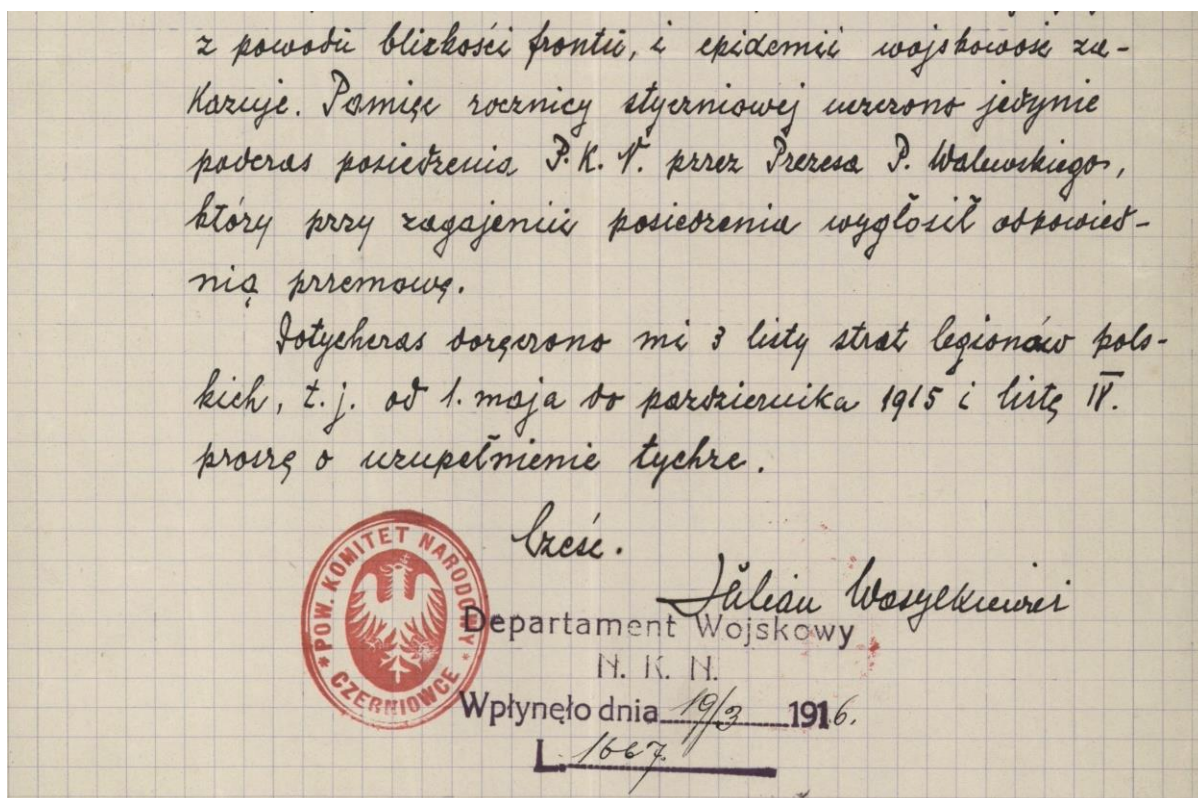 z powodu blizkości frontu, i epidemii wojskowość za-
kazuje. Pamięć rocznicy styczniowej uczczono jedynie
podczas posiedzenia P. K. N. przez Prezesa P. Walewskiego,
który przy zagajeniu posiedzenia wygłosił odpowied-
nią przemowę.
Dotychczas doręczono mi 3 listy strat legionów pols-
kich, t. j. od 1. maja do października 1915 i listę IV.
proszę o uzupełnienie tychże.
Cześć.
Julian Wasylkiewicz
POW. KOMITET NARODOWY
* CZERNIOWCE *
Departament Wojskowy
N. K. N.
Wpłynęło dnia 19/3 1916.
L. 1667.